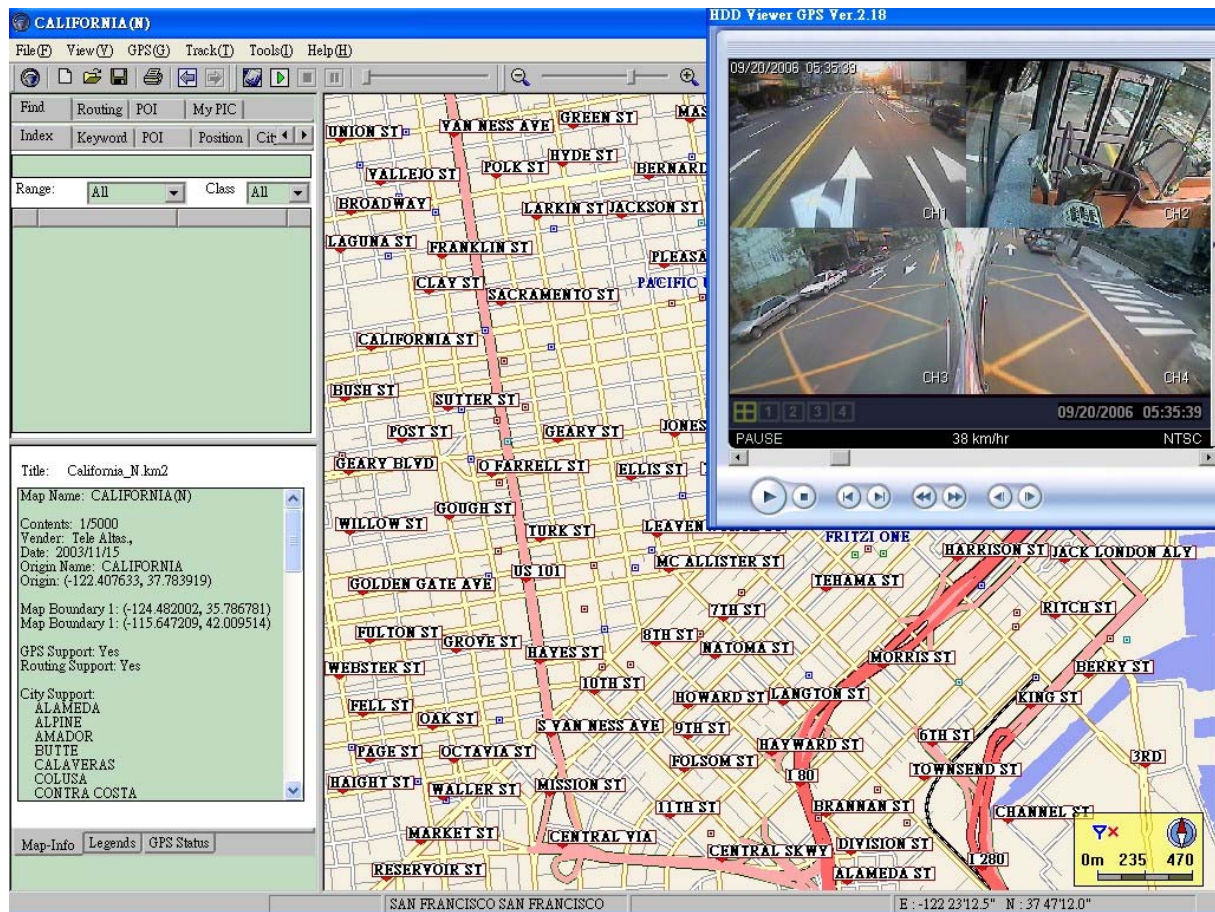 CALIFORNIA(N)
File(F) View(V) GPS(G) Track(T) Tools(I) Help(H)
Find Routing POI My PIC
Index Keyword POI Position
Range: All Class All
Title: California_N.km2
Map Name: CALIFORNIA(N)
Contents: 1/5000
Vender: Tele Altas.,
Date: 2003/11/15
Origin Name: CALIFORNIA
Origin: (-122.407633, 37.783919)
Map Boundary 1: (-124.482002, 35.786781)
Map Boundary 1: (-115.647209, 42.009514)
GPS Support: Yes
Routing Support: Yes
City Support:
ALAMEDA
ALPINE
AMADOR
BUTTE
CALAVERAS
COLUSA
CONTRA COSTA
Map-Info Legends GPS Status
UNION ST VAN NESS AVE GREEN ST
VALLEJO ST POLK ST HYDE ST BERNARD
BROADWAY LARKIN ST JACKSON ST
LAGUNA ST FRANKLIN ST
CLAY ST SACRAMENTO ST PACIFIC
CALIFORNIA ST
BUSH ST SUTTER ST
POST ST GEARY ST JONES
GEARY BLVD O FARRELL ST ELLIS ST
GOUGH ST
WILLOW ST TURK ST
FRITZI ONE HARRISON ST JACK LONDON ALY
US 101 MC ALLISTER ST
GOLDEN GATE AVE TEHAMA ST
7TH ST RITCH ST
FULTON ST GROVE ST HAYES ST 8TH ST NATOMA ST MORRIS ST
WEBSTER ST BERRY ST
10TH ST HOWARD ST LANGTON ST KING ST
FELL ST OAK ST S VAN NESS AVE 9TH ST 6TH ST
PAGE ST OCTAVIA ST FOLSOM ST HAYWARD ST 3RD
HAIGHT ST WALLER ST MISSION ST I 80 TOWNSEND ST
11TH ST BRANNAN ST CHANNEL ST
MARKET ST CENTRAL VIA CENTRAL SKWY DIVISION ST
RESERVOIR ST ALAMEDA ST I 280
0m 235 470
HDD Viewer GPS Ver.2.18
09/20/2006 05:35:39
CH1 CH2
CH3 CH4
1 2 3 4 09/20/2006 05:35:39
PAUSE 38 km/hr NTSC
SAN FRANCISCO SAN FRANCISCO E : -122 23'12.5" N : 37 47'12.0"